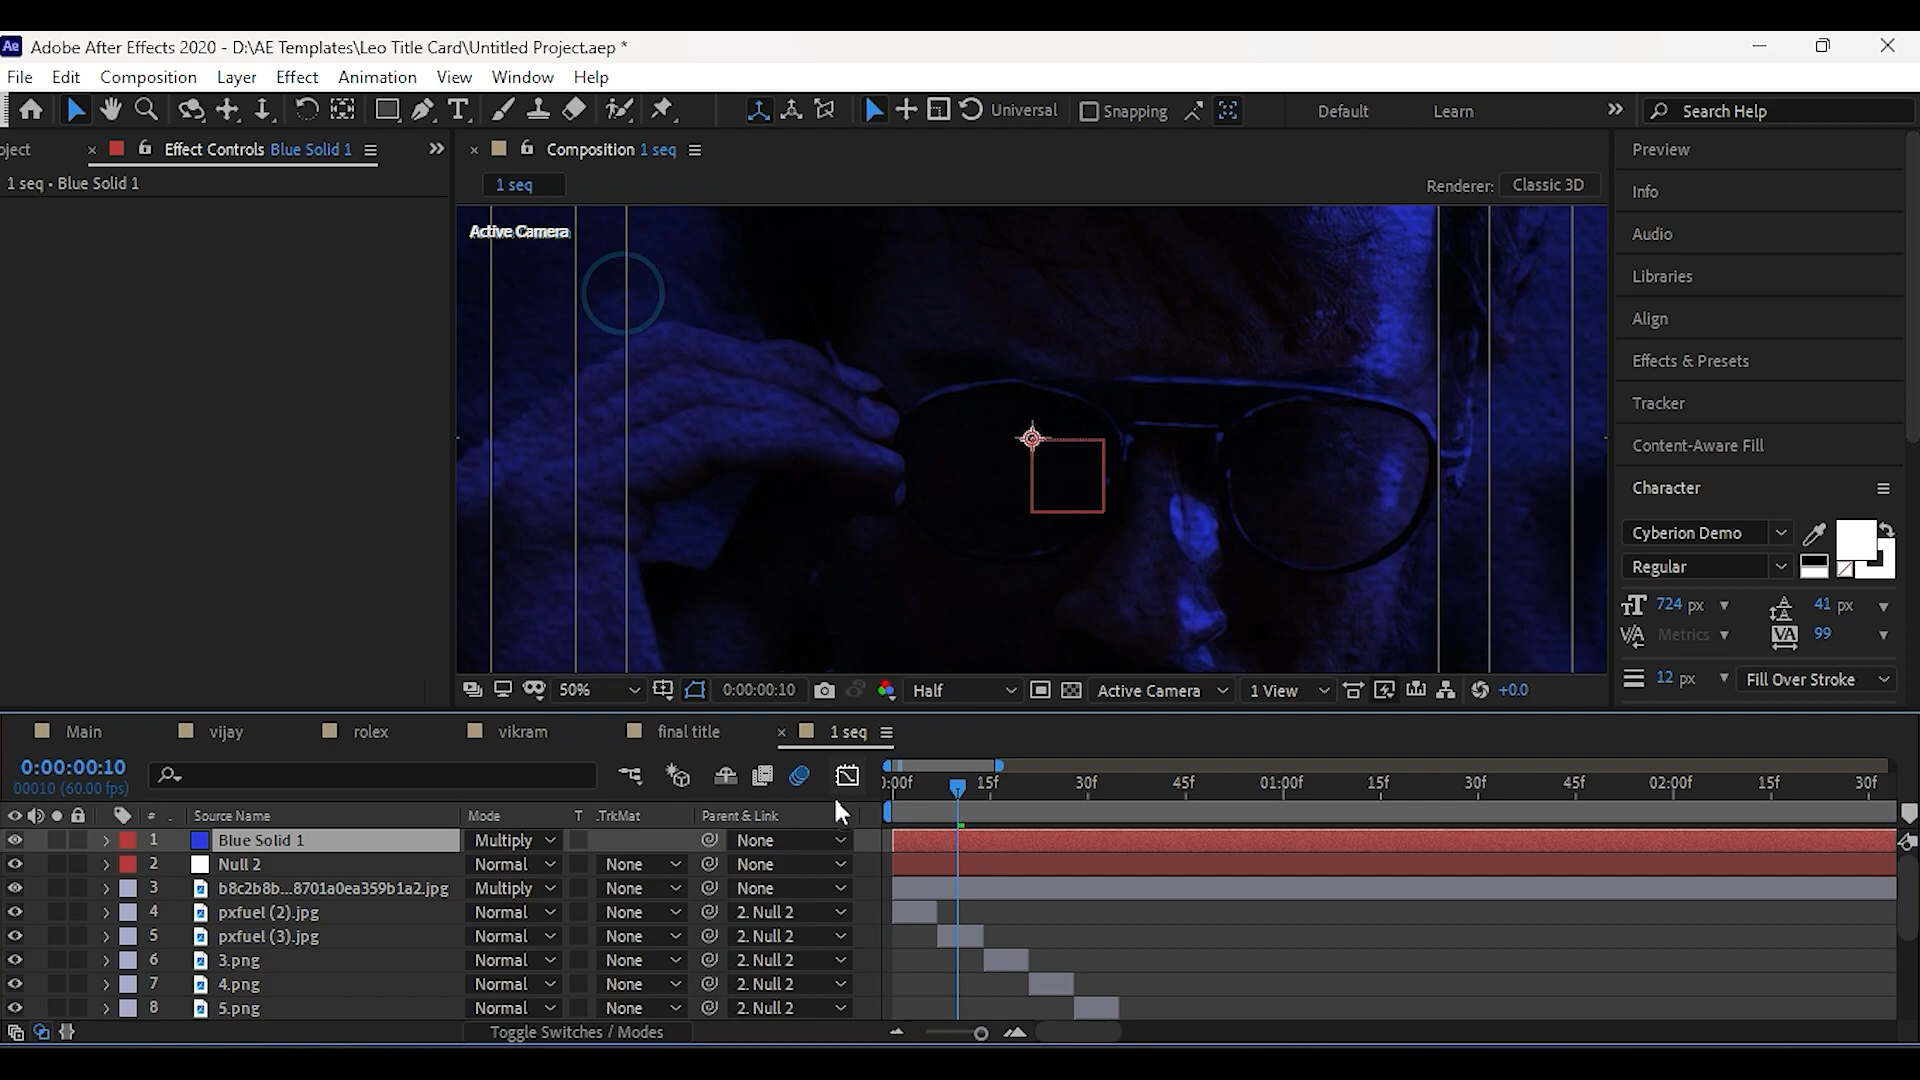 Adobe After Effects 2020 - D:\AE Templates\Leo Title Card\Untitled Project.aep *
File Edit Composition Layer Effect Animation View Window Help
Universal Snapping Default Learn Search Help
oject Effect Controls Blue Solid 1 Composition 1 seq Preview
1 seq • Blue Solid 1
1 seq Renderer: Classic 3D
Info
Active Camera
Audio
Libraries
Align
Effects & Presets
Tracker
Content-Aware Fill
Character
Cyberion Demo
Regular
724 px 41 px
Metrics 99
12 px Fill Over Stroke
50% 0:00:00:10 Half Active Camera 1 View +0.0
Main vijay rolex vikram final title 1 seq
0:00:00:10
00010 (60.00 fps)
):00f 15f 30f 45f 01:00f 15f 30f 45f 02:00f 15f 30f
# Source Name Mode T .TrkMat Parent & Link
1 Blue Solid 1 Multiply None
2 Null 2 Normal None None
3 b8c2b8b...8701a0ea359b1a2.jpg Multiply None None
4 pxfuel (2).jpg Normal None 2. Null 2
5 pxfuel (3).jpg Normal None 2. Null 2
6 3.png Normal None 2. Null 2
7 4.png Normal None 2. Null 2
8 5.png Normal None 2. Null 2
Toggle Switches / Modes